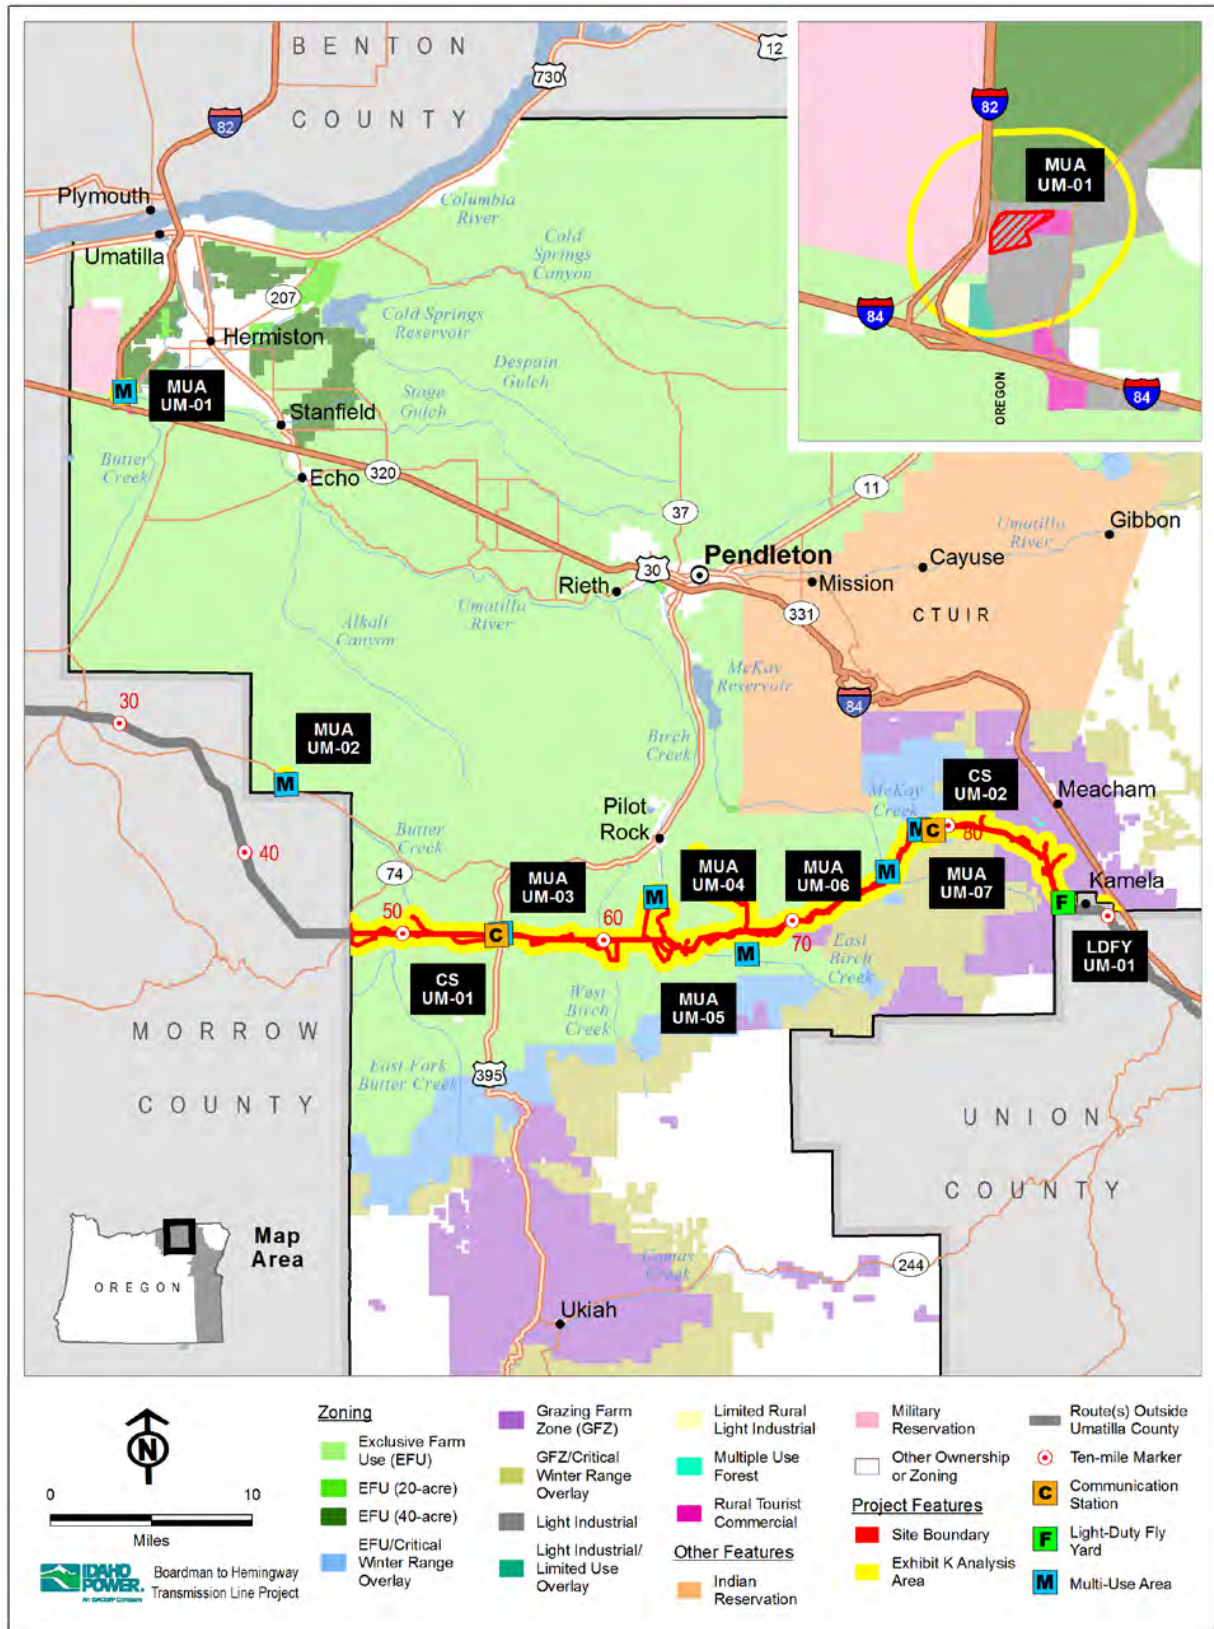 BENTON
COUNTY
12
730
82
Plymouth
Umatilla
Columbia
River
Cold
Springs
Canyon
207
Cold Springs
Reservoir
Hermiston
Despain
Gulch
Stage
Gulch
M
MUA
UM-01
Stanfield
Butter
Creek
Echo
320
82
MUA
UM-01
84
84
OREGON
11
37
Umatilla
River
Gibbon
Pendleton
30
Cayuse
Rieth
Mission
331
CTUIR
Umatilla
River
Alkali
Canyon
McKay
Reservoir
84
30
MUA
UM-02
M
Birch
Creek
McKay
Creek
CS
UM-02
Meacham
Pilot
Rock
40
Butter
Creek
74
MUA
UM-03
MUA
UM-04
MUA
UM-06
M
C
80
MUA
UM-07
Kamela
F
M
M
50
C
60
70
M
East
Birch
Creek
LDFY
UM-01
CS
UM-01
West
Birch
Creek
MUA
UM-05
MORROW
COUNTY
East Fork
Butter Creek
395
UNION
COUNTY
Map
Area
OREGON
Camas
Creek
244
Ukiah
N
0 10
Miles
IDAHO
POWER.
An IDACORP Company
Boardman to Hemingway
Transmission Line Project
Zoning
Exclusive Farm
Use (EFU)
EFU (20-acre)
EFU (40-acre)
EFU/Critical
Winter Range
Overlay
Grazing Farm
Zone (GFZ)
GFZ/Critical
Winter Range
Overlay
Light Industrial
Light Industrial/
Limited Use
Overlay
Limited Rural
Light Industrial
Multiple Use
Forest
Rural Tourist
Commercial
Other Features
Indian
Reservation
Military
Reservation
Other Ownership
or Zoning
Project Features
Site Boundary
Exhibit K Analysis
Area
Route(s) Outside
Umatilla County
Ten-mile Marker
C
Communication
Station
F
Light-Duty Fly
Yard
M
Multi-Use Area